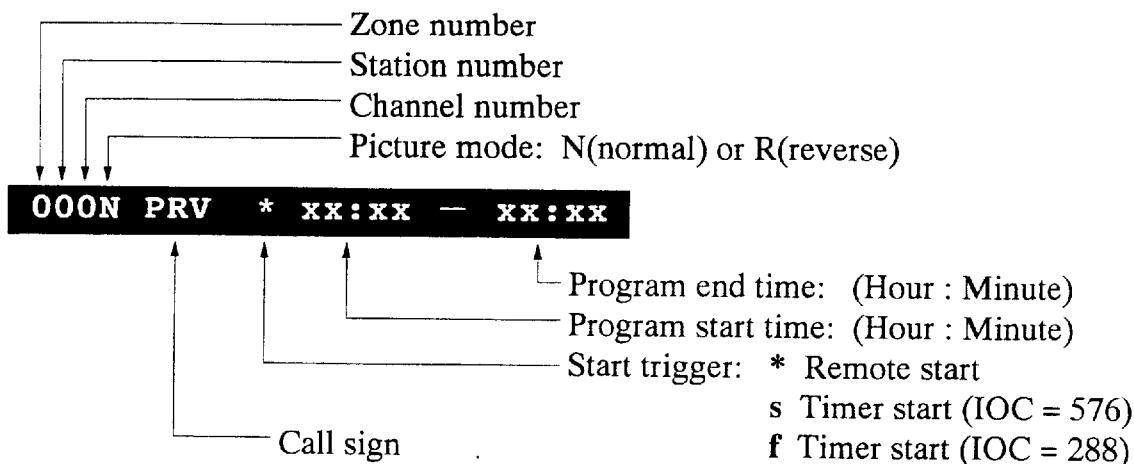 Zone number
Station number
Channel number
Picture mode: N(normal) or R(reverse)
000N PRV * xx:xx — xx:xx
Program end time: (Hour : Minute)
Program start time: (Hour : Minute)
Start trigger: * Remote start
s Timer start (IOC = 576)
f Timer start (IOC = 288)
Call sign